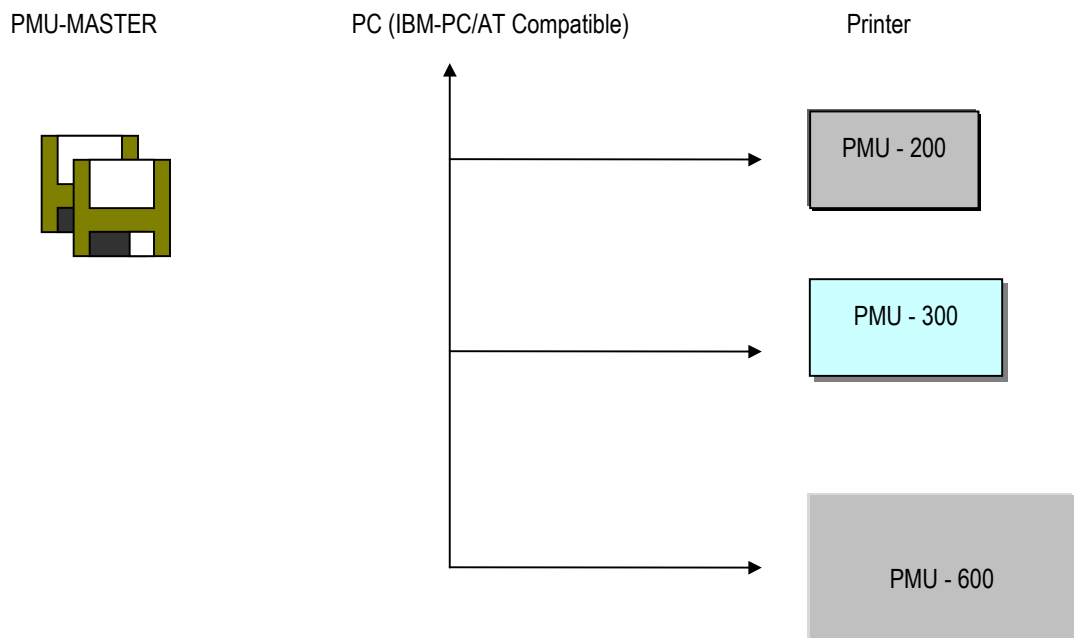 PMU-MASTER
PC (IBM-PC/AT Compatible)
Printer
PMU - 200
PMU - 300
PMU - 600